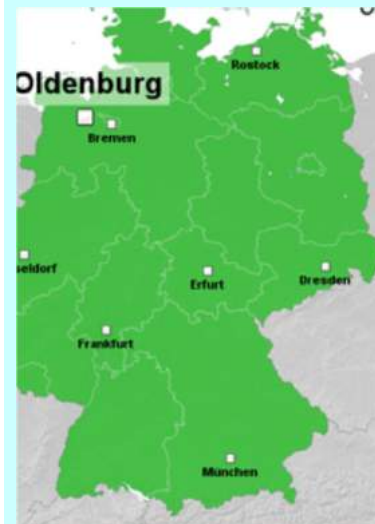 Rostock
Oldenburg
Bremen
seldorf
Erfurt
Dresden
Frankfurt
München